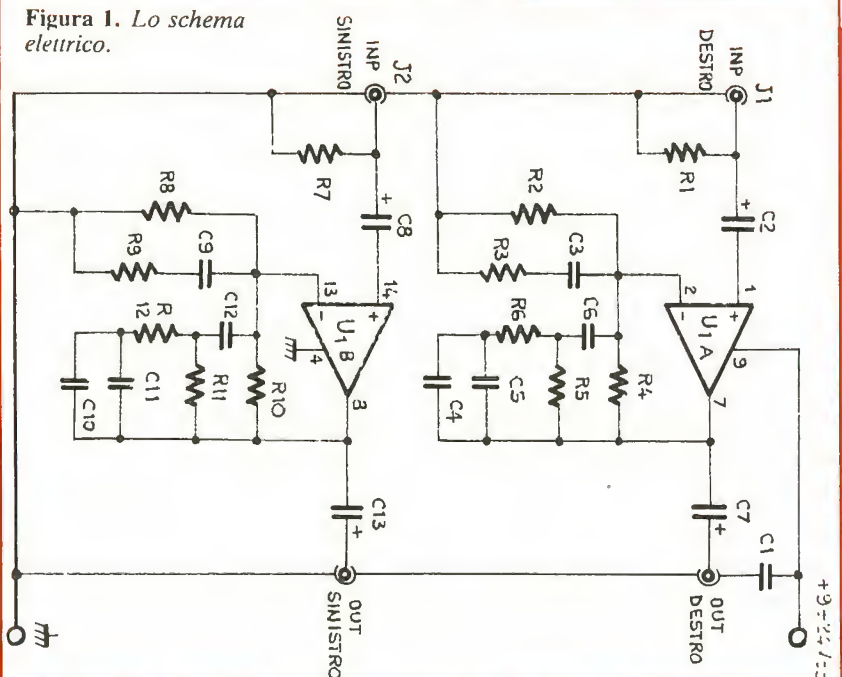 Figura 1. Lo schema
elettrico.
INP
SINISTRO
J2
INP
DESTRO
J1
R7
C8
+
R1
C2
+
R8
R9
C9
R2
R3
C3
14
13
+
-
U1B
4
3
1
2
+
-
U1A
9
7
R
12
C12
R11
R10
C11
C10
R6
C6
R5
R4
C5
C4
C13
+
C7
+
C1
OUT
SINISTRO
OUT
DESTRO